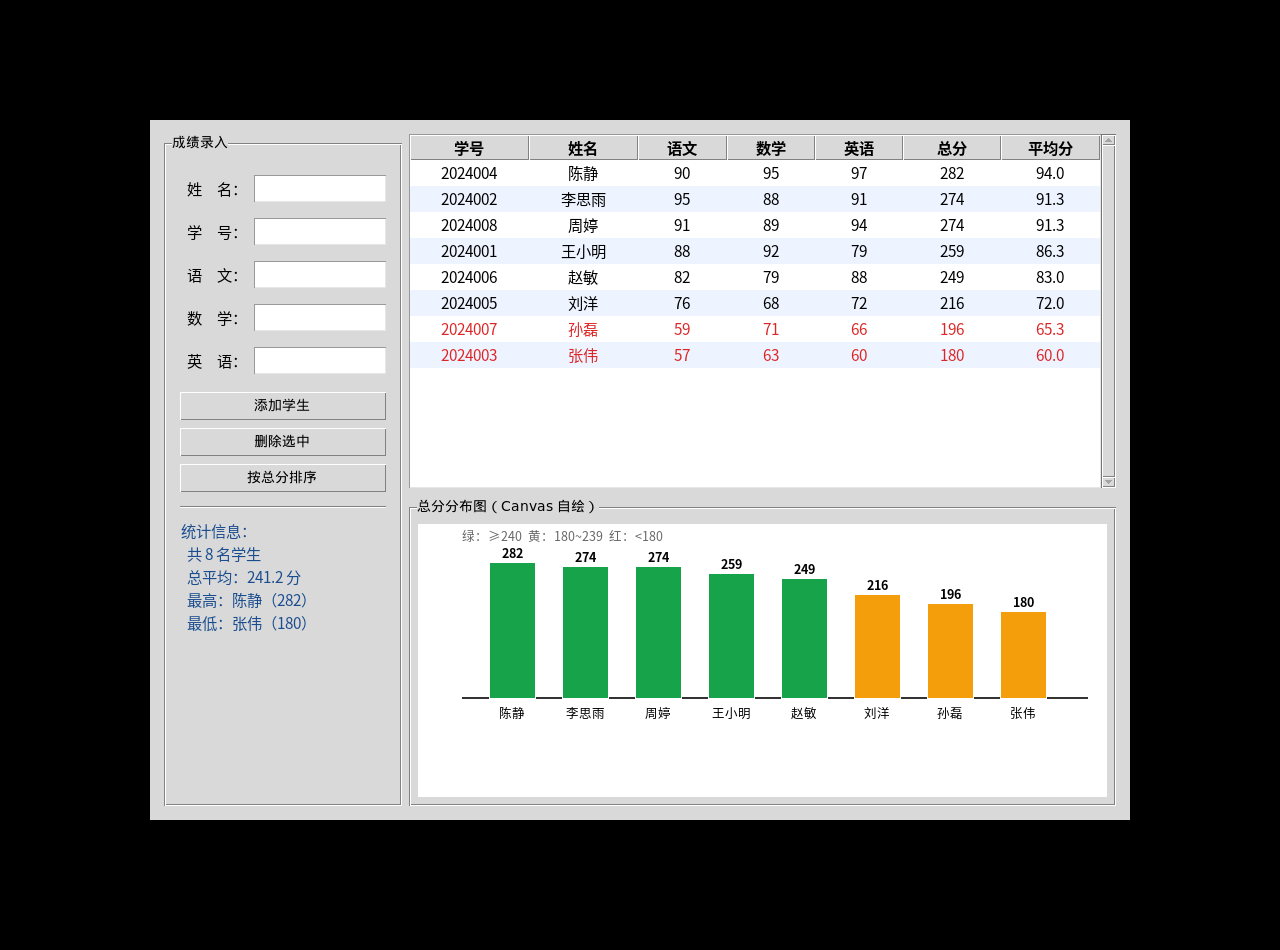 成绩录入
姓 名：
学 号：
语 文：
数 学：
英 语：
添加学生
删除选中
按总分排序
统计信息：
共 8 名学生
总平均：241.2 分
最高：陈静（282）
最低：张伟（180）
学号 姓名 语文 数学 英语 总分 平均分
2024004 陈静 90 95 97 282 94.0
2024002 李思雨 95 88 91 274 91.3
2024008 周婷 91 89 94 274 91.3
2024001 王小明 88 92 79 259 86.3
2024006 赵敏 82 79 88 249 83.0
2024005 刘洋 76 68 72 216 72.0
2024007 孙磊 59 71 66 196 65.3
2024003 张伟 57 63 60 180 60.0
总分分布图 ( Canvas 自绘 )
绿：≥240 黄：180~239 红：<180
282 274 274 259 249 216 196 180
陈静 李思雨 周婷 王小明 赵敏 刘洋 孙磊 张伟